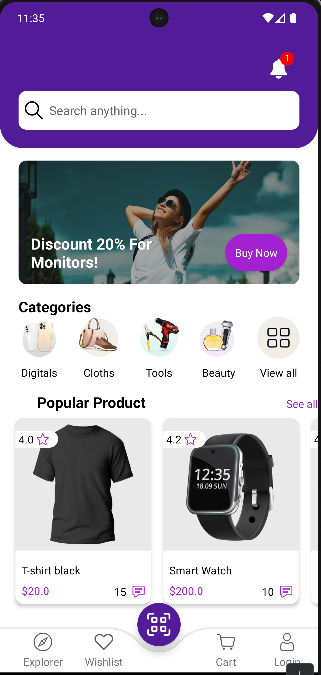 11:35
1
Search anything...
Discount 20% For
Monitors!
Buy Now
Categories
Digitals
Cloths
Tools
Beauty
View all
Popular Product
See all
4.0
4.2
4
12:35
18.09 SUN
T-shirt black
Smart Watch
$20.0
15
$200.0
10
Explorer
Wishlist
Cart
Login